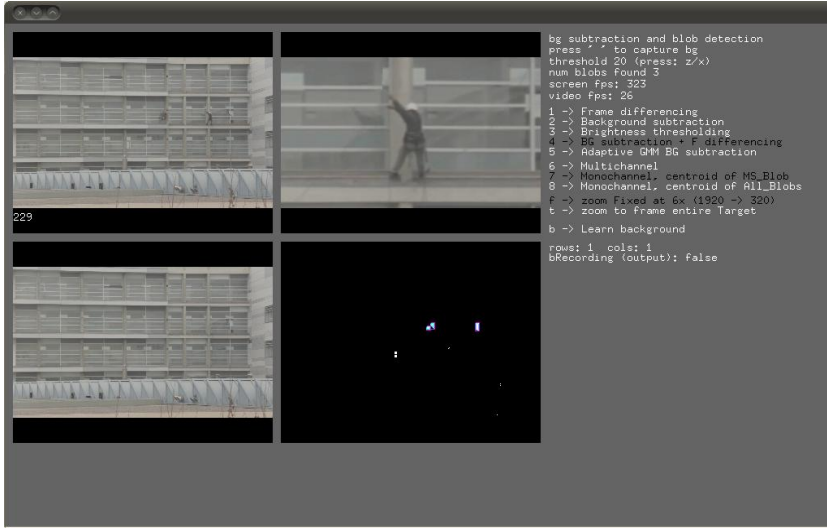 bg subtraction and blob detection
press ″ ″ to capture bg
threshold 20 (press: z/x)
num blobs found 3
screen fps: 323
video fps: 26
1 -> Frame differencing
2 -> Background subtraction
3 -> Brightness thresholding
4 -> BG subtraction + F.differencing
5 -> Adaptive GMM BG subtraction
6 -> Multichannel
7 -> Monochannel, centroid of MS_Blob
8 -> Monochannel, centroid of All_Blobs
f -> zoom Fixed at 6x (1920 -> 320)
t -> zoom to frame entire Target
b -> Learn background
rows: 1 cols: 1
bRecording (output): false
229